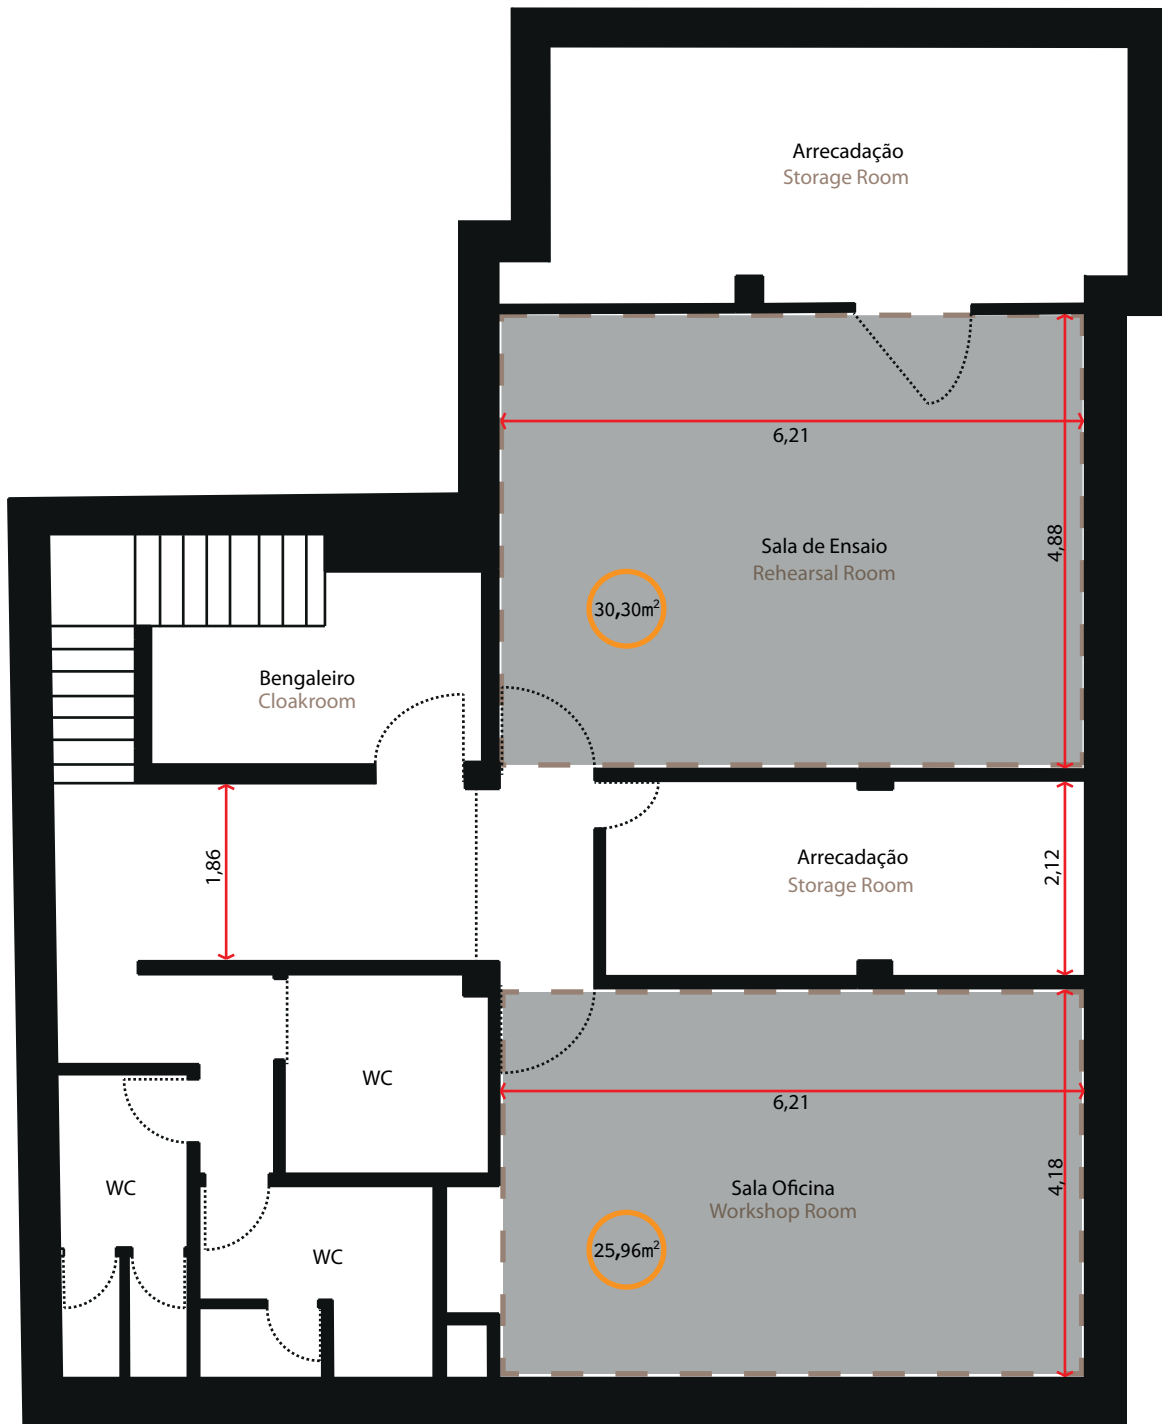 Arrecadação
Storage Room
6,21
4,88
Sala de Ensaio
Rehearsal Room
30,30m²
Bengaleiro
Cloakroom
1,86
Arrecadação
Storage Room
2,12
WC
6,21
WC
Sala Oficina
Workshop Room
4,18
WC
25,96m²